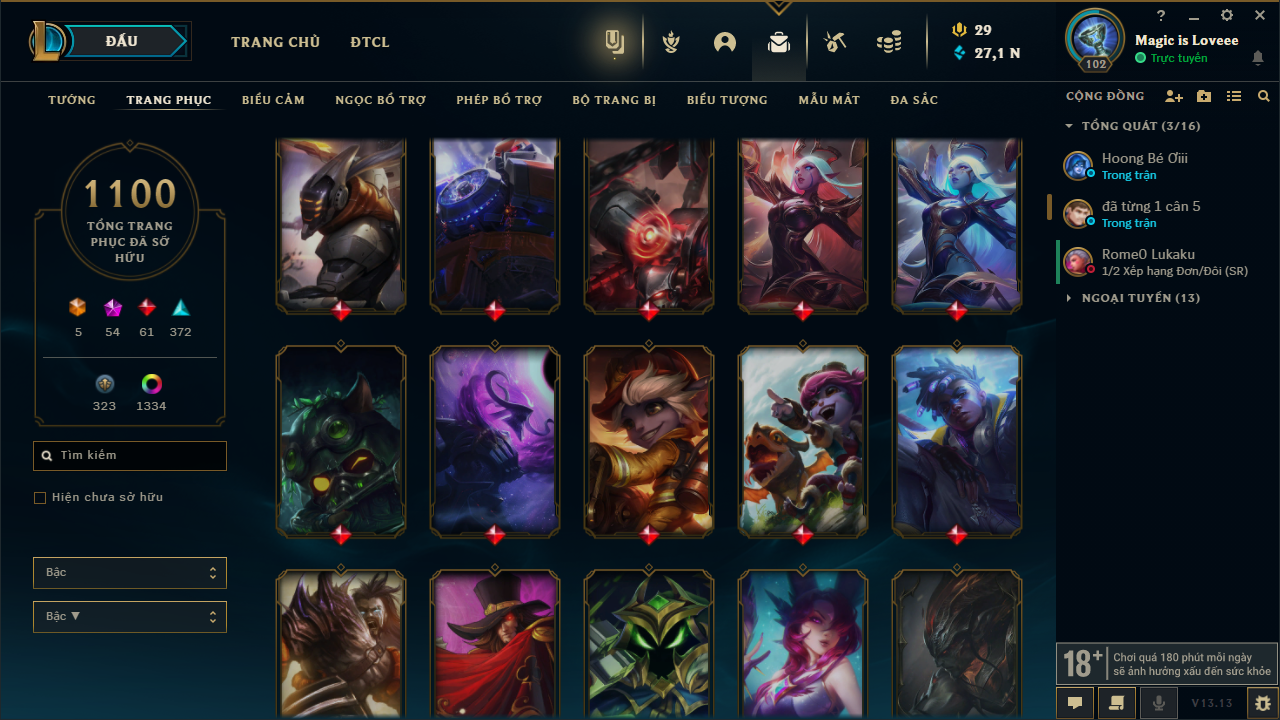 ĐẤU
TRANG CHỦ
ĐTCL
29
27,1 N
?
Magic is Loveee
Trực tuyến
102
TƯỚNG
TRANG PHỤC
BIỂU CẢM
NGỌC BỔ TRỢ
PHÉP BỔ TRỢ
BỘ TRANG BỊ
BIỂU TƯỢNG
MẪU MẮT
ĐA SẮC
CỘNG ĐỒNG
TỔNG QUÁT (3/16)
Hoong Bé Ơiii
Trong trận
đã từng 1 cân 5
Trong trận
Rome0 Lukaku
1/2 Xếp hạng Đơn/Đôi (SR)
NGOẠI TUYẾN (13)
1100
TỔNG TRANG
PHỤC ĐÃ SỞ
HỮU
5
54
61
372
323
1334
Tìm kiếm
Hiện chưa sở hữu
Bậc
Bậc ▼
18+
Chơi quá 180 phút mỗi ngày
sẽ ảnh hưởng xấu đến sức khỏe
V13.13